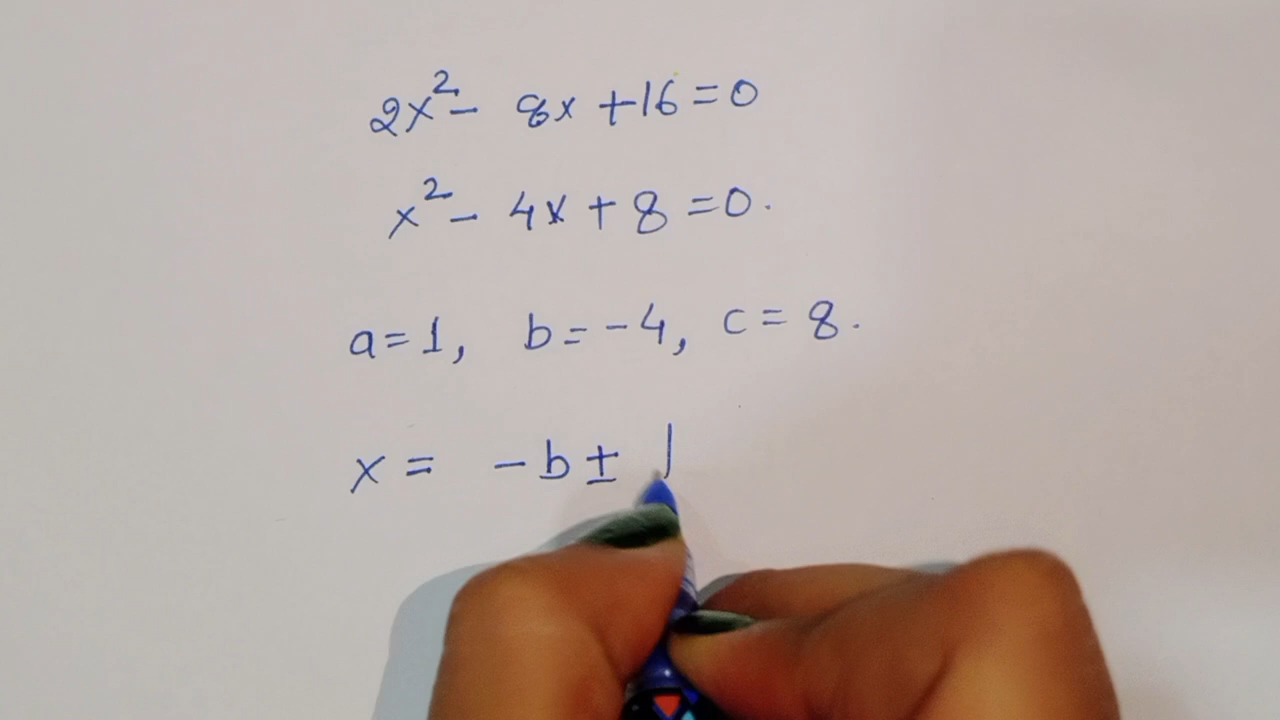 2x² - 8x +16=0
x² - 4x + 8 =0.
a=1, b=-4, c= 8.
x = -b ±